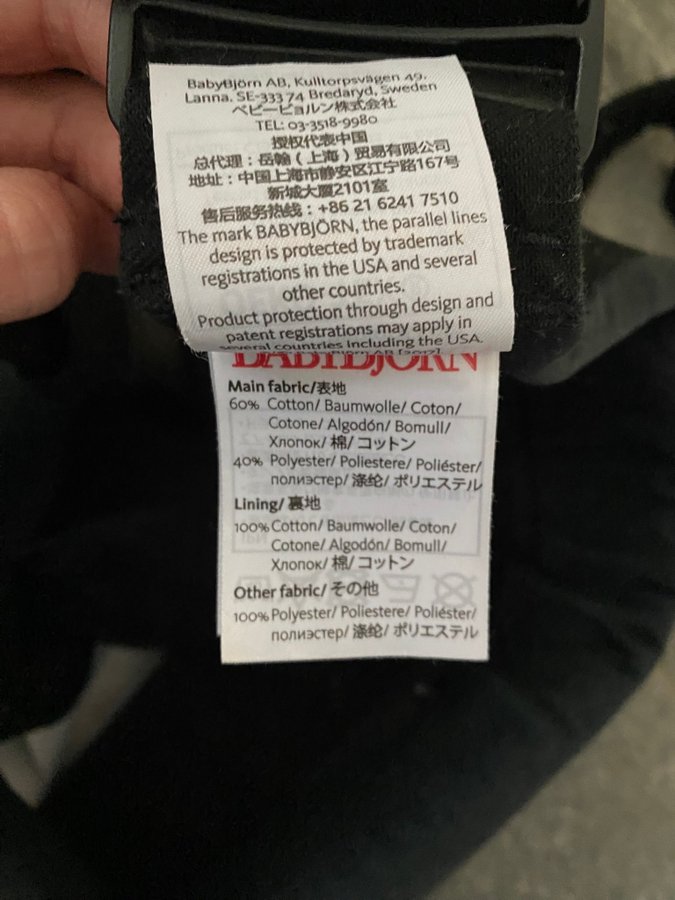 BabyBjörn AB, Kulltorpsvägen 49.
Lanna. SE-333 74 Bredaryd, Sweden
ベビービョルン株式会社
TEL: 03-3518-9980
授权代表中国
总代理：岳翰（上海）贸易有限公司
地址：中国上海市静安区江宁路167号
新城大厦2101室
售后服务热线：+86 21 6241 7510
The mark BABYBJÖRN, the parallel lines
design is protected by trademark
registrations in the USA and several
other countries.
Product protection through design and
patent registrations may apply in
several countries including the USA.
BabyBjörn AB [2017].
BABYBJÖRN
Main fabric/表地
60% Cotton/ Baumwolle/ Coton/
Cotone/ Algodón/ Bomull/
Хлопок/ 棉/ コットン
40% Polyester/ Poliestere/ Poliéster/
полиэстер/ 涤纶/ ポリエステル
Lining/ 裏地
100% Cotton/ Baumwolle/ Coton/
Cotone/ Algodón/ Bomull/
Хлопок/ 棉/ コットン
Other fabric/ その他
100% Polyester/ Poliestere/ Poliéster/
полиэстер/ 涤纶/ ポリエステル